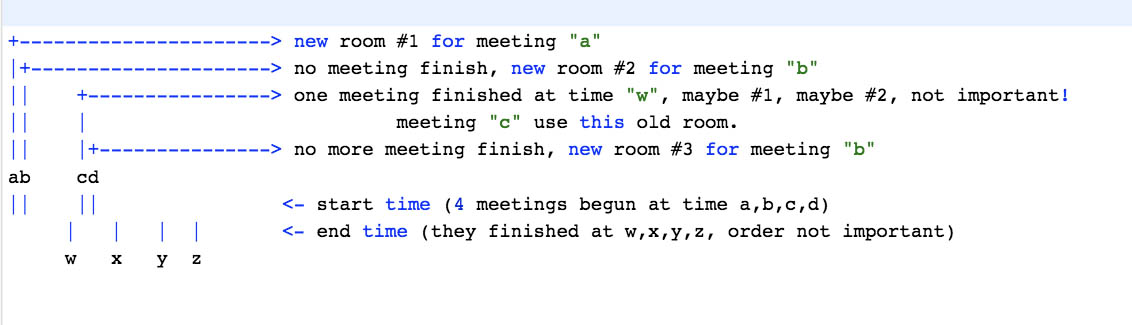 +----------------------> new room #1 for meeting "a"
|+---------------------> no meeting finish, new room #2 for meeting "b"
||    +----------------> one meeting finished at time "w", maybe #1, maybe #2, not important!
||    |                           meeting "c" use this old room.
||    |+---------------> no more meeting finish, new room #3 for meeting "b"
ab    cd
||    ||                <- start time (4 meetings begun at time a,b,c,d)
     |   |   |  |       <- end time (they finished at w,x,y,z, order not important)
     w   x   y  z